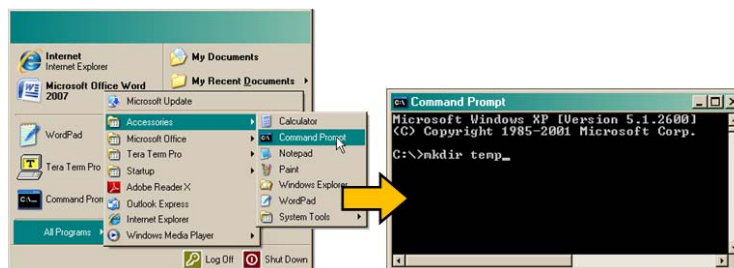 Internet
Internet Explorer
Microsoft Office Word
2007
WordPad
Tera Term Pro
Command Prom
All Programs
My Documents
My Recent Documents
Microsoft Update
Accessories
Microsoft Office
Tera Term Pro
Startup
Adobe Reader X
Outlook Express
Internet Explorer
Windows Media Player
Calculator
Command Prompt
Notepad
Paint
Windows Explorer
WordPad
System Tools
Log Off
Shut Down
Command Prompt
Microsoft Windows XP [Version 5.1.2600]
(C) Copyright 1985-2001 Microsoft Corp.
C:\>mkdir temp_